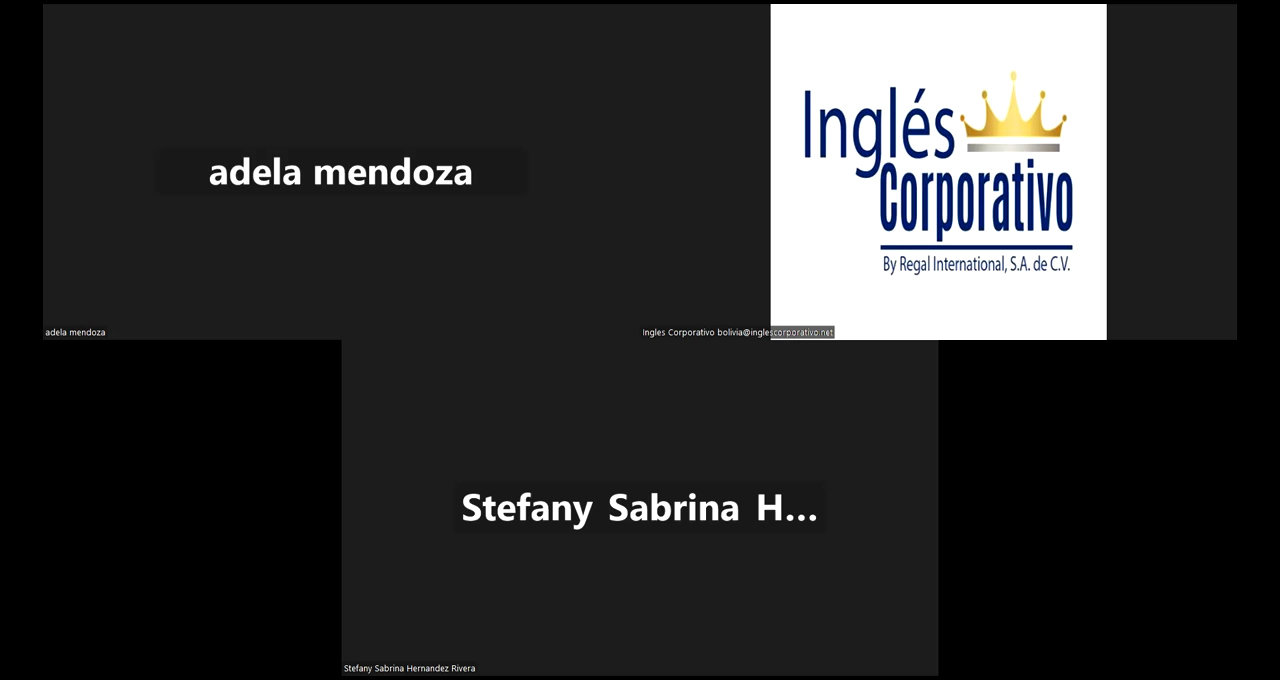 adela mendoza
Inglés
Corporativo
By Regal International, S.A. de C.V.
adela mendoza
Ingles Corporativo bolivia@inglescorporativo.net
Stefany Sabrina H...
Stefany Sabrina Hernandez Rivera